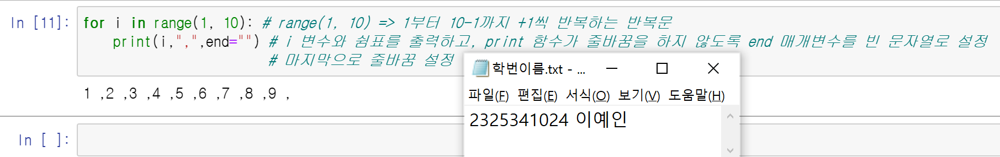 In [11]: for i in range(1, 10): # range(1, 10) => 1부터 10-1까지 +1씩 반복하는 반복문
print(i,",",end="") # i 변수와 쉼표를 출력하고, print 함수가 줄바꿈을 하지 않도록 end 매개변수를 빈 문자열로 설정
# 마지막으로 줄바꿈 설정
1 ,2 ,3 ,4 ,5 ,6 ,7 ,8 ,9 ,
학번이름.txt - ...
파일(F) 편집(E) 서식(O) 보기(V) 도움말(H)
2325341024 이예인
In [ ]: